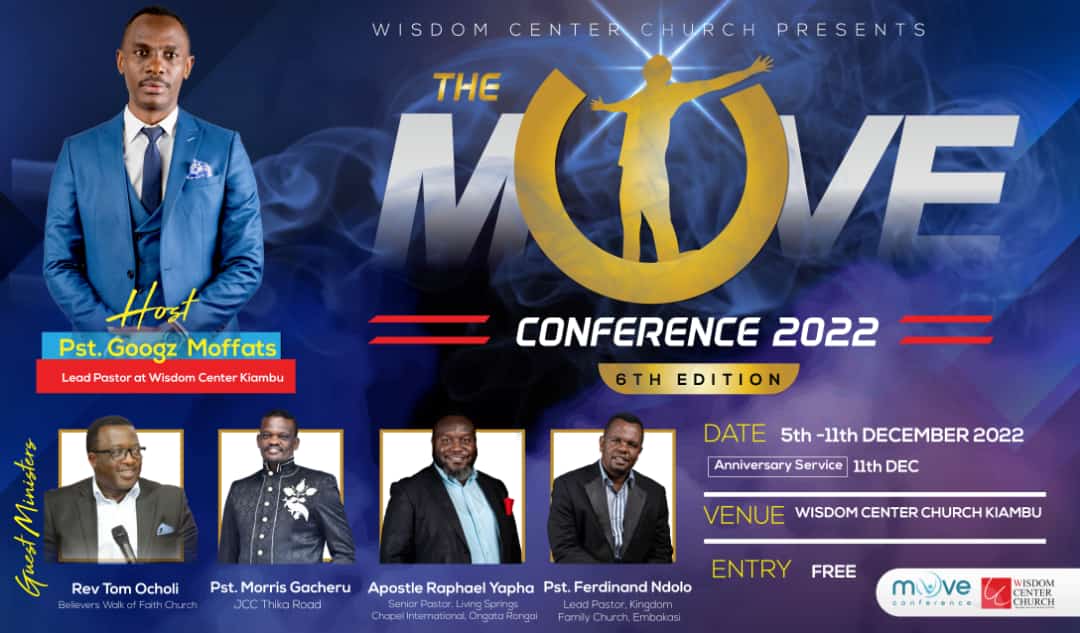 WISDOM CENTER CHURCH PRESENTS
THE
MOVE
CONFERENCE 2022
6TH EDITION
Host
Pst. Googz Moffats
Lead Pastor at Wisdom Center Kiambu
Guest Ministers
Rev Tom Ocholi
Believers Walk of Faith Church
Pst. Morris Gacheru
JCC Thika Road
Apostle Raphael Yapha
Senior Pastor, Living Springs
Chapel International, Ongata Rongai
Pst. Ferdinand Ndolo
Lead Pastor, Kingdom
Family Church, Embakasi
DATE 5th -11th DECEMBER 2022
Anniversary Service 11th DEC
VENUE WISDOM CENTER CHURCH KIAMBU
ENTRY FREE
move
conference
WISDOM
CENTER
CHURCH